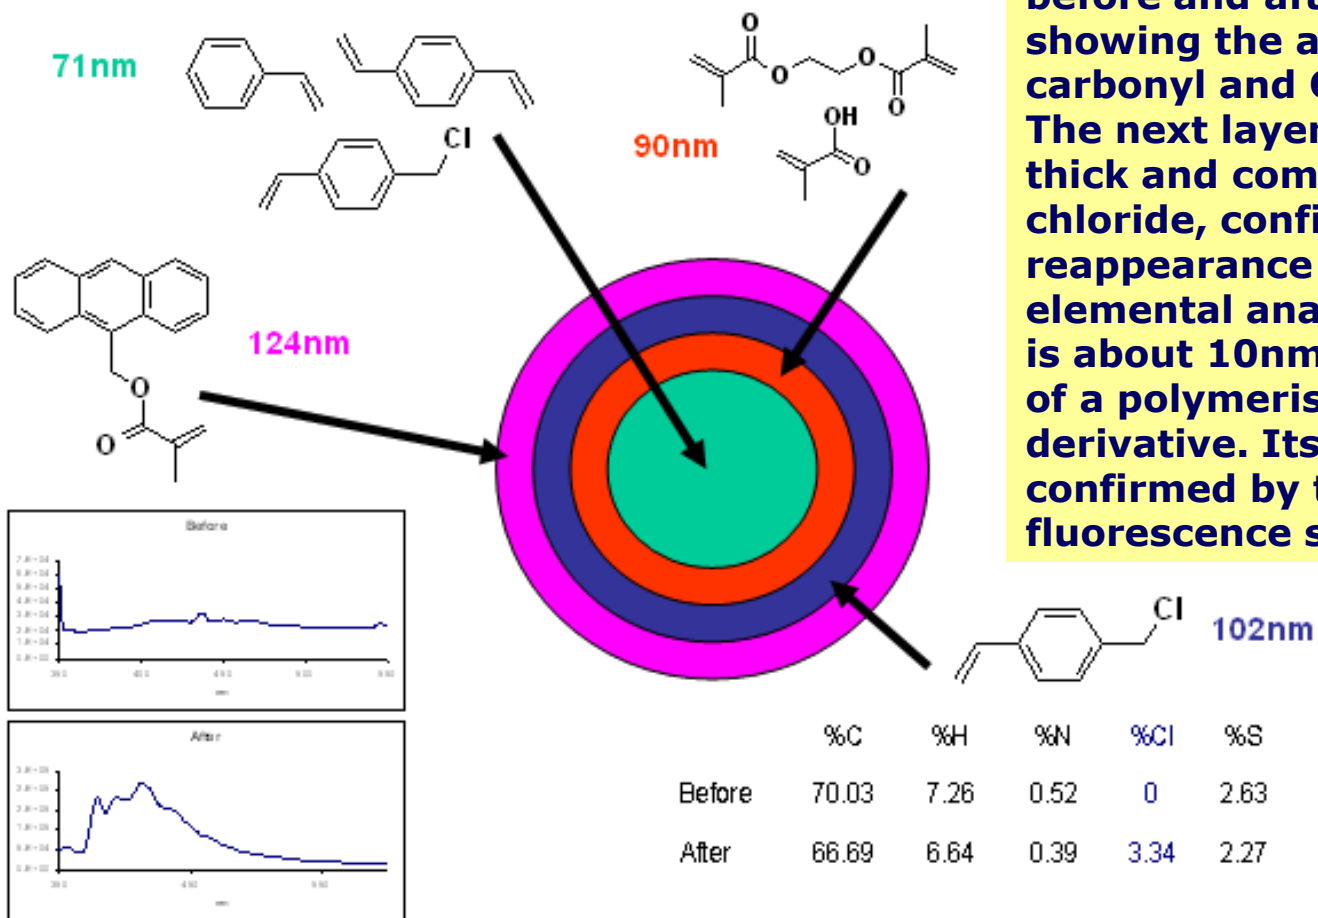 before and aft
showing the a
carbonyl and
The next layer
thick and com
chloride, confi
reappearance
elemental ana
is about 10nm
of a polymeris
derivative. Its
confirmed by t
fluorescence s
71nm
Cl
O
O
O
O
90nm
OH
O
124nm
O
O
Before
After
Cl
102nm
%C %H %N %Cl %S
Before 70.03 7.26 0.52 0 2.63
After 66.69 6.64 0.39 3.34 2.27